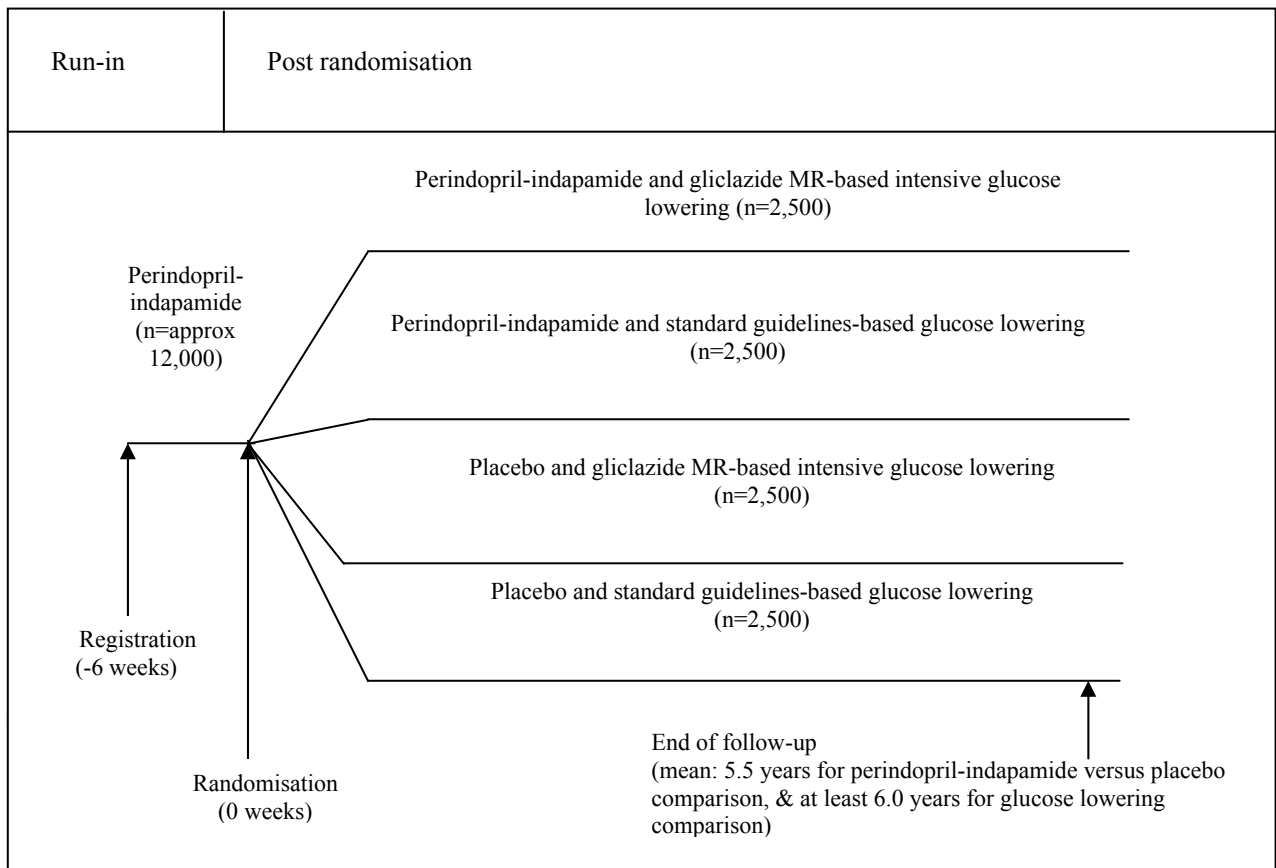 Run-in
Post randomisation
Perindopril-indapamide and gliclazide MR-based intensive glucose
lowering (n=2,500)
Perindopril-
indapamide
(n=approx
12,000)
Perindopril-indapamide and standard guidelines-based glucose lowering
(n=2,500)
Placebo and gliclazide MR-based intensive glucose lowering
(n=2,500)
Placebo and standard guidelines-based glucose lowering
(n=2,500)
Registration
(-6 weeks)
Randomisation
(0 weeks)
End of follow-up
(mean: 5.5 years for perindopril-indapamide versus placebo
comparison, & at least 6.0 years for glucose lowering
comparison)